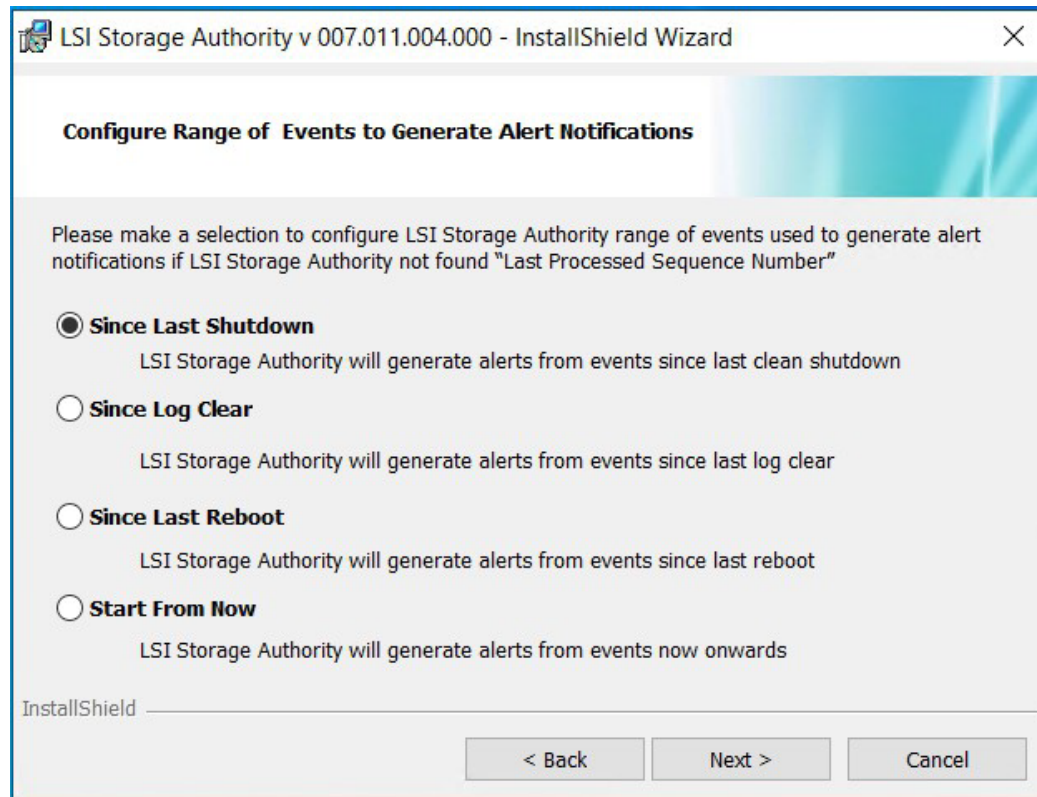 LSI Storage Authority v 007.011.004.000 - InstallShield Wizard
Configure Range of  Events to Generate Alert Notifications
Please make a selection to configure LSI Storage Authority range of events used to generate alert
notifications if LSI Storage Authority not found “Last Processed Sequence Number”
Since Last Shutdown
LSI Storage Authority will generate alerts from events since last clean shutdown
Since Log Clear
LSI Storage Authority will generate alerts from events since last log clear
Since Last Reboot
LSI Storage Authority will generate alerts from events since last reboot
Start From Now
LSI Storage Authority will generate alerts from events now onwards
InstallShield
< Back Next > Cancel